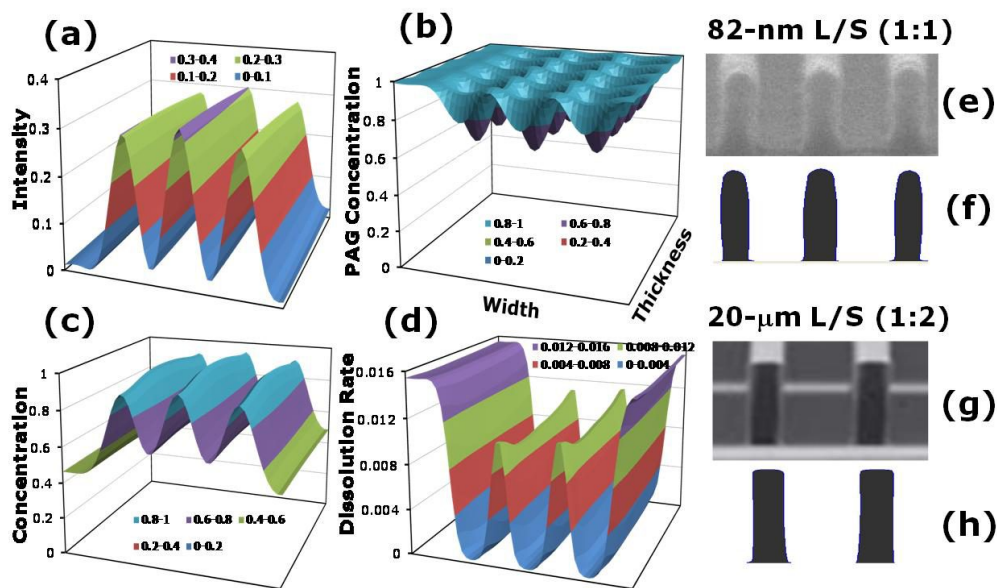 (a)
0.3-0.4 0.2-0.3
0.1-0.2 0-0.1
Intensity
0.4
0.3
0.2
0.1
0
(b)
PAG Concentration
1
0.8
0.6
0.4
0.2
0
0.8-1 0.6-0.8
0.4-0.6 0.2-0.4
0-0.2
Width
Thickness
82-nm L/S (1:1)
(e)
(f)
(c)
Concentration
1
0.8
0.6
0.4
0.2
0
0.8-1 0.6-0.8 0.4-0.6
0.2-0.4 0-0.2
(d)
Dissolution Rate
0.016
0.012
0.008
0.004
0
0.012-0.016 0.008-0.012
0.004-0.008 0-0.004
20-μm L/S (1:2)
(g)
(h)